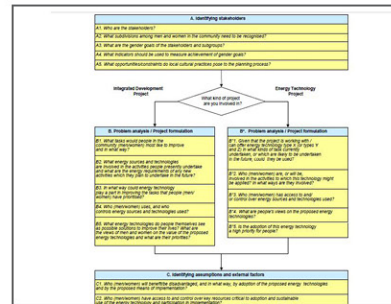 A. Identifying stakeholders
A1. Who are the stakeholders?
A2. What subdivisions among men and women in the community need to be recognised?
A3. What are the gender goals of the stakeholders and subgroups?
A4. What indicators should be used to measure achievement of gender goals?
A5. What opportunities/constraints do local cultural practices pose to the planning process?
Integrated Development
Project
Energy Technology
Project
What kind of project
are you involved in?
B. Problem analysis / Project formulation
B1. What tasks would people in the
community (men/women) most like to improve
and in what way?
B2. What energy sources and technologies
are involved in the activities people presently undertake
and what are the energy requirements of any new
activities which they plan to undertake in the future?
B3. In what way could energy technology
play a part in improving the tasks that people (men/
women) have prioritised?
B4. Who (men/women) uses, and who
controls energy sources and technologies used?
B5. What energy technologies do people themselves see
as possible solutions to improve their lives? What are
the views of men and women on the value of the proposed
energy technologies and what are their priorities?
B*. Problem analysis / Project formulation
B*1. Given that the project is working with /
can offer energy technology type X (or types Y
and Z) in what kinds of tasks currently
undertaken, or which are likely to be undertaken
in the future, could they be used?
B*2. Who (men/women) are, or will be,
involved in the activities to which this technology might
be applied? In what ways are they involved?
B*3. Who (men/women) has access to and/
or control over energy sources and technologies used?
B*4. What are people's views on the proposed energy
technologies?
B*5. Is the adoption of this energy technology
a high priority for people?
C. Identifying assumptions and external factors
C1. Who (men/women) will benefit/be disadvantaged, and in what way, by adoption of the proposed energy technologies
and by the proposed means of implementation?
C2. Who (men/women) have access to and control over key resources critical to adoption and sustainable
use of the energy technology and participation in implementation?